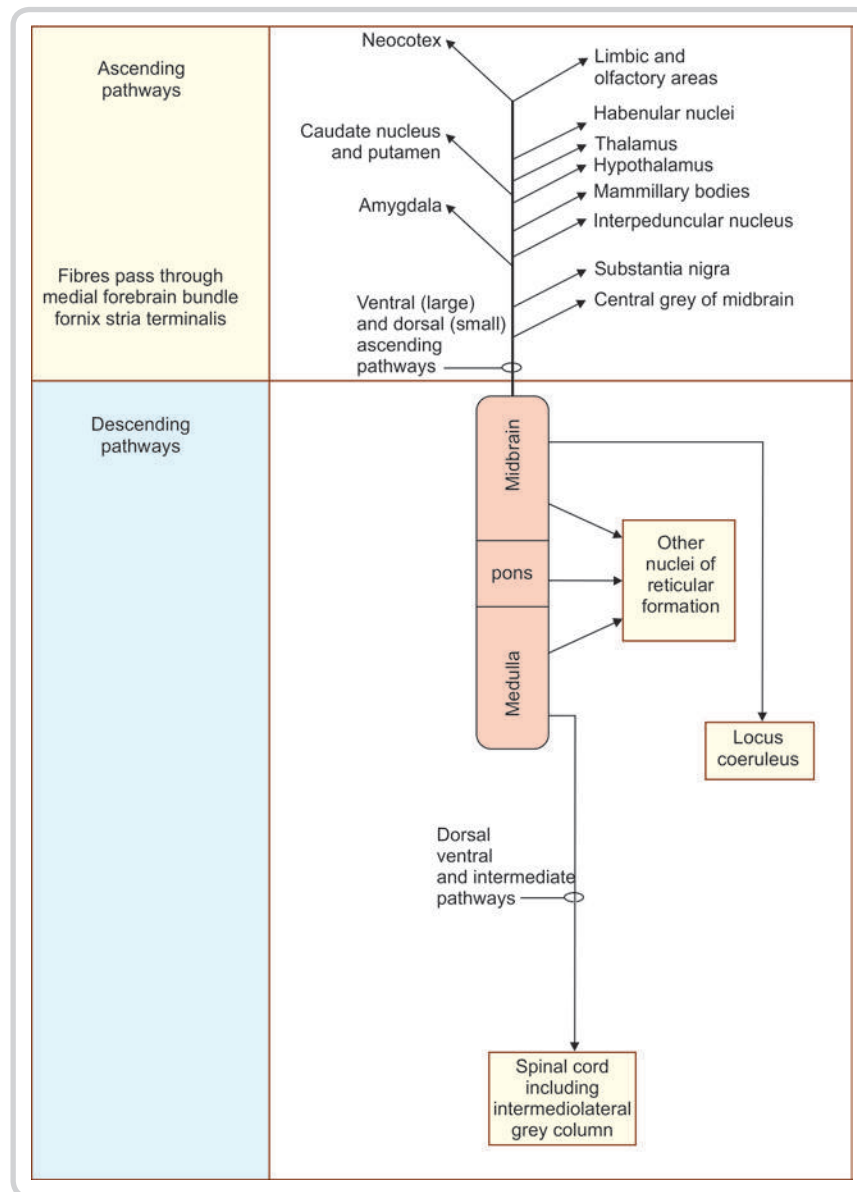 Ascending
pathways
Fibres pass through
medial forebrain bundle
fornix stria terminalis
Neocotex
Limbic and
olfactory areas
Habenular nuclei
Caudate nucleus
and putamen
Thalamus
Hypothalamus
Mammillary bodies
Amygdala
Interpeduncular nucleus
Substantia nigra
Central grey of midbrain
Ventral (large)
and dorsal (small)
ascending
pathways
Descending
pathways
Midbrain
pons
Medulla
Other
nuclei of
reticular
formation
Locus
coeruleus
Dorsal
ventral
and intermediate
pathways
Spinal cord
including
intermediolateral
grey column